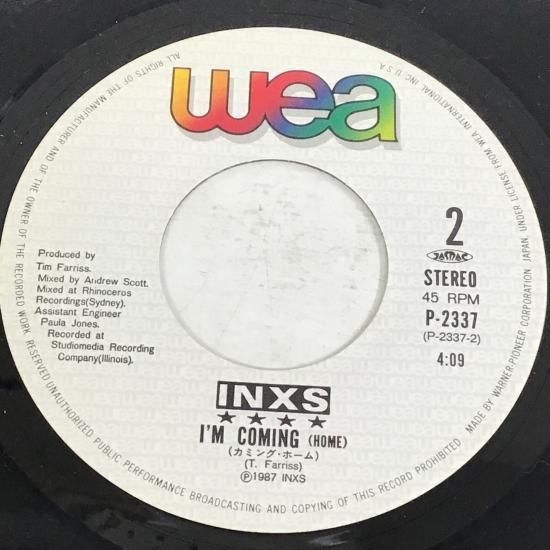 wea
2
JASRAC
STEREO
45 RPM
P-2337
(P-2337-2)
4:09
Produced by
Tim Farriss.
Mixed by Andrew Scott.
Mixed at Rhinoceros
Recordings(Sydney).
Assistant Engineer
Paula Jones.
Recorded at
Studiomedia Recording
Company(Illinois).
INXS
I'M COMING (HOME)
(カミング・ホーム)
(T. Farriss)
Ⓟ1987 INXS
ALL RIGHTS OF THE MANUFACTURER AND OF THE OWNER OF THE RECORDED WORK RESERVED UNAUTHORIZED PUBLIC PERFORMANCE BROADCASTING AND COPYING OF THIS RECORD PROHIBITED. MADE BY WARNER-PIONEER CORPORATION, JAPAN, UNDER LICENSE FROM WEA INTERNATIONAL INC. U.S.A.